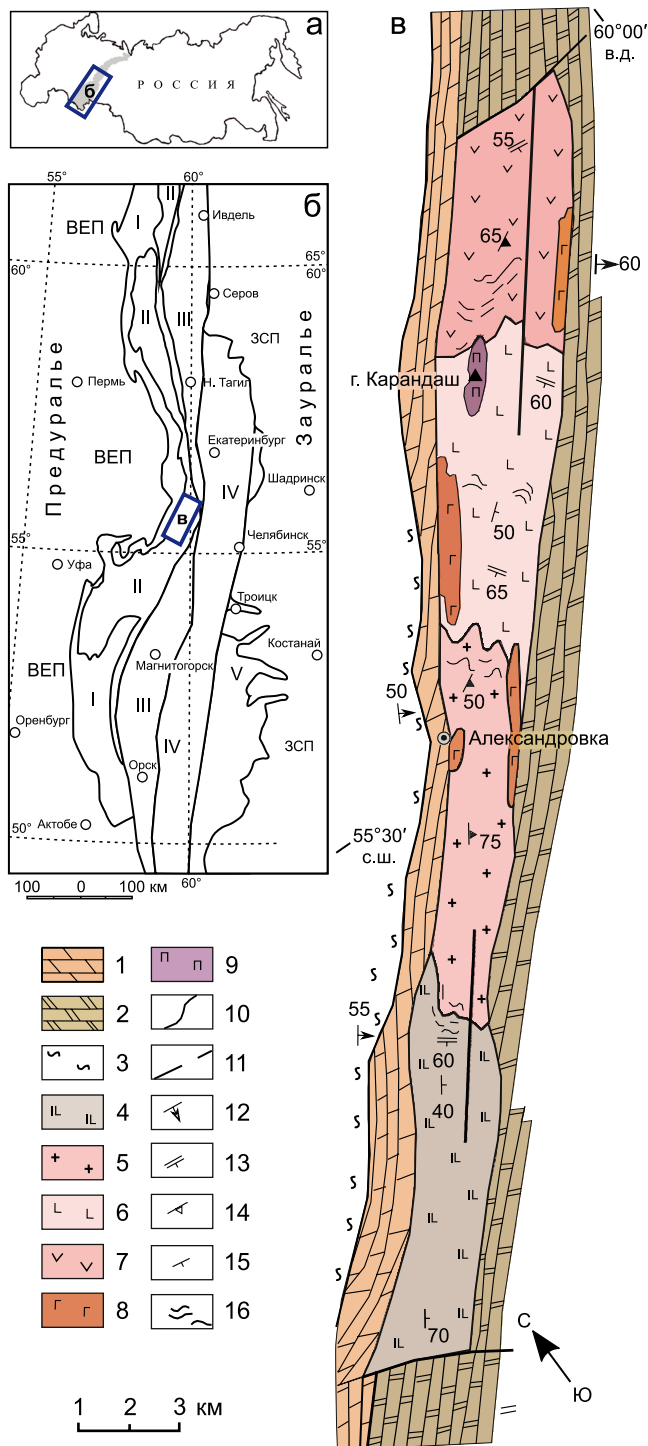 а
РОССИЯ
б
б
55°
60°
II
I
ВЕП
Ивдель
60°
65°
60°
Серов
II
III
ЗСП
Пермь
Н. Тагил
Предуралье
Зауралье
ВЕП
Екатеринбург
IV
Шадринск
в
55°
55°
Уфа
Челябинск
II
Троицк
Костанай
ВЕП
Магнитогорск
V
I
III
Оренбург
IV
ЗСП
Орск
Актобе
50°
60°
100 0 100 км
в
60°00′
в.д.
55
65
60
г. Карандаш
60
50
65
50
50
Александровка
75
55°30′
с.ш.
55
60
40
70
С
Ю
1
2
3
4
5
6
7
8
9
10
11
12
13
14
15
16
1 2 3 км